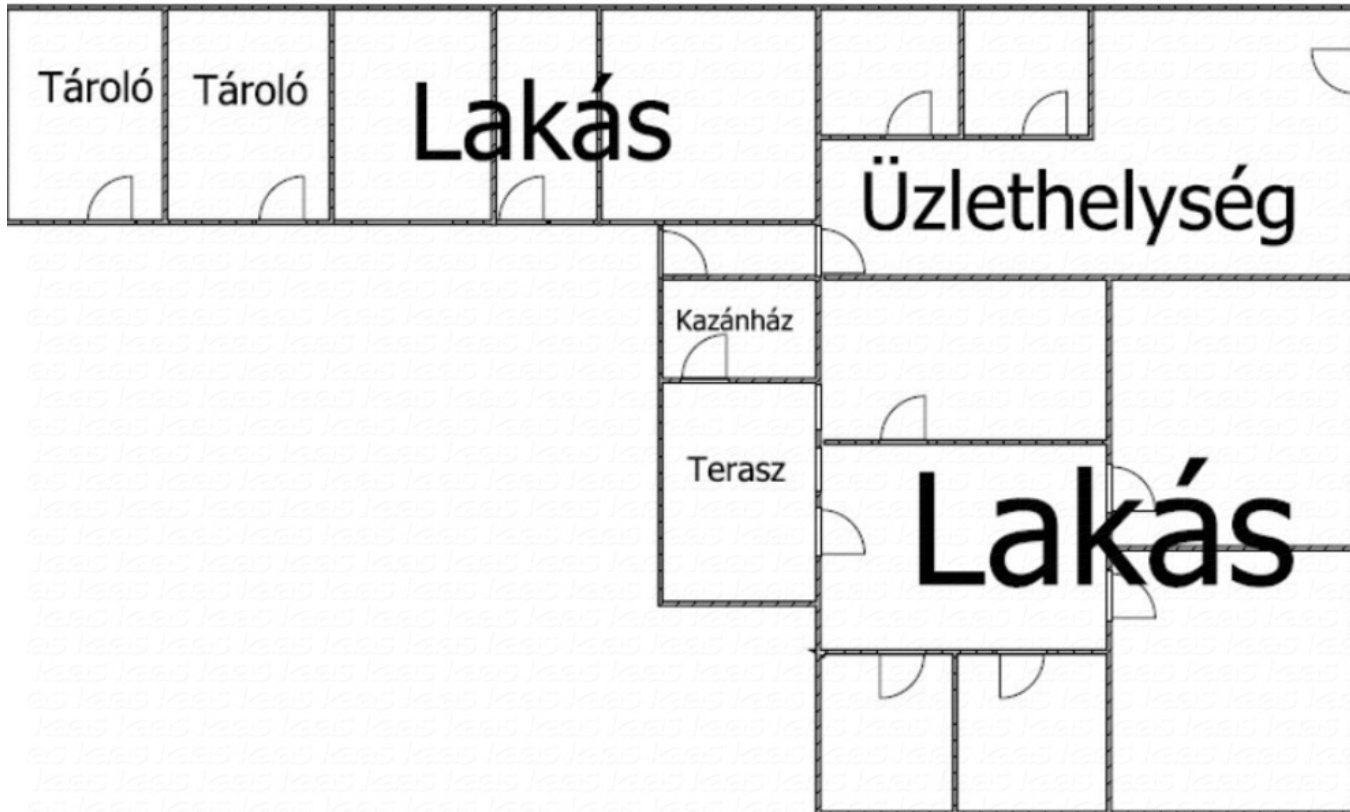 Tároló
Tároló
Lakás
Üzlethelység
Kazánház
Terasz
Lakás